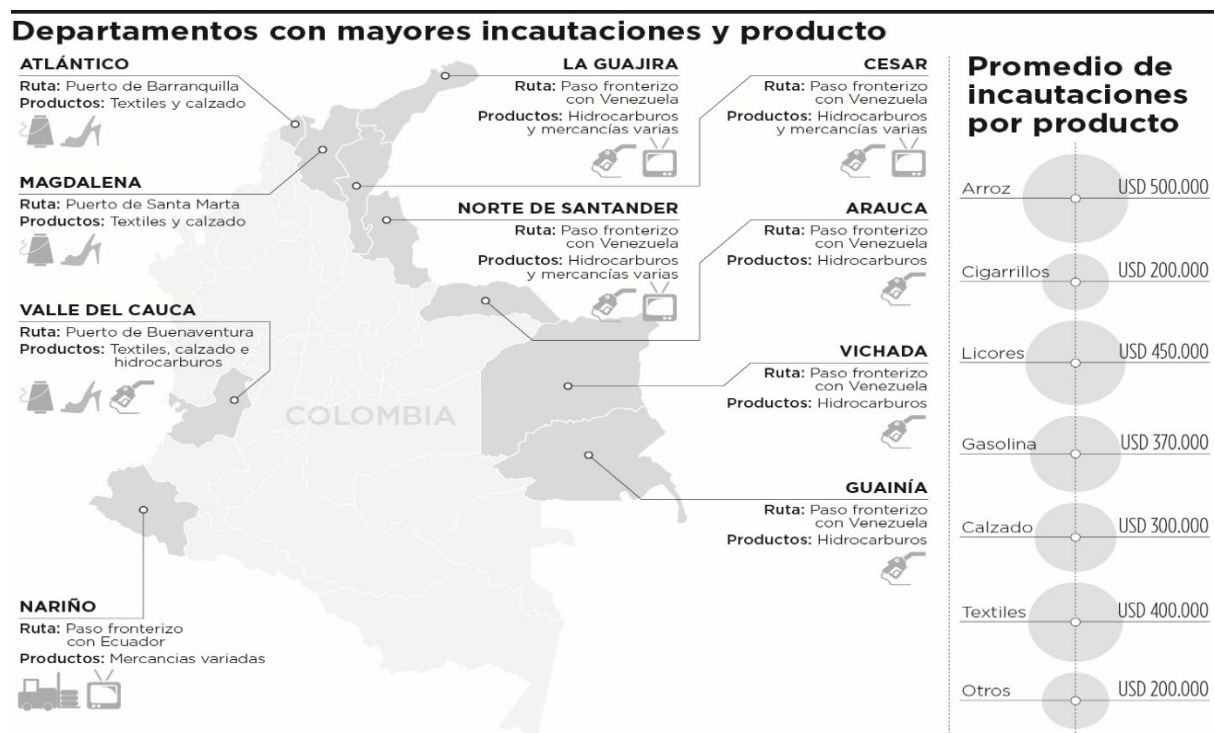 Departamentos con mayores incautaciones y producto
ATLÁNTICO
Ruta: Puerto de Barranquilla
Productos: Textiles y calzado
MAGDALENA
Ruta: Puerto de Santa Marta
Productos: Textiles y calzado
VALLE DEL CAUCA
Ruta: Puerto de Buenaventura
Productos: Textiles, calzado e
hidrocarburos
NARIÑO
Ruta: Paso fronterizo
con Ecuador
Productos: Mercancias variadas
COLOMBIA
LA GUAJIRA
Ruta: Paso fronterizo
con Venezuela
Productos: Hidrocarburos
y mercancías varias
NORTE DE SANTANDER
Ruta: Paso fronterizo
con Venezuela
Productos: Hidrocarburos
y mercancías varias
CESAR
Ruta: Paso fronterizo
con Venezuela
Productos: Hidrocarburos
y mercancías varias
ARAUCA
Ruta: Paso fronterizo
con Venezuela
Productos: Hidrocarburos
VICHADA
Ruta: Paso fronterizo
con Venezuela
Productos: Hidrocarburos
GUAINÍA
Ruta: Paso fronterizo
con Venezuela
Productos: Hidrocarburos
Promedio de
incautaciones
por producto
Arroz USD 500.000
Cigarrillos USD 200.000
Licores USD 450.000
Gasolina USD 370.000
Calzado USD 300.000
Textiles USD 400.000
Otros USD 200.000